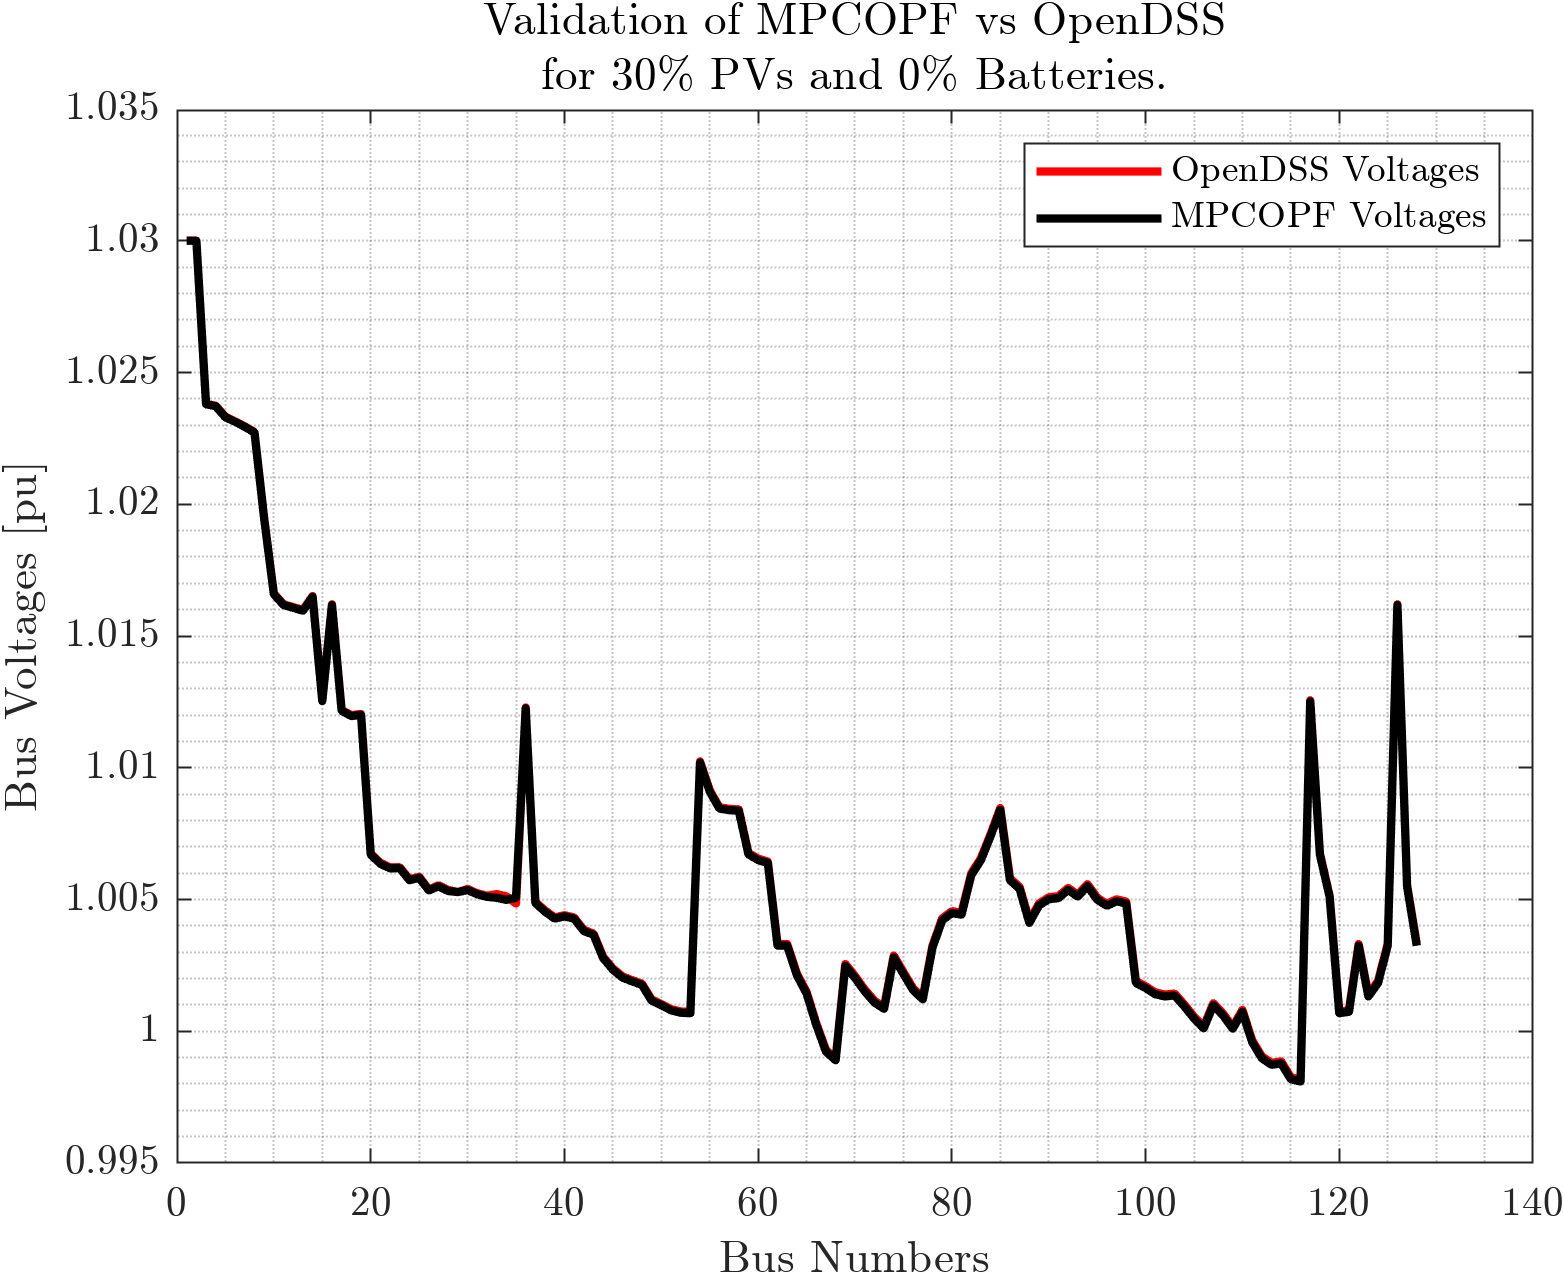 Validation of MPCOPF vs OpenDSS
for 30% PVs and 0% Batteries.
OpenDSS Voltages
MPCOPF Voltages
Bus Voltages [pu]
1.035
1.03
1.025
1.02
1.015
1.01
1.005
1
0.995
0 20 40 60 80 100 120 140
Bus Numbers